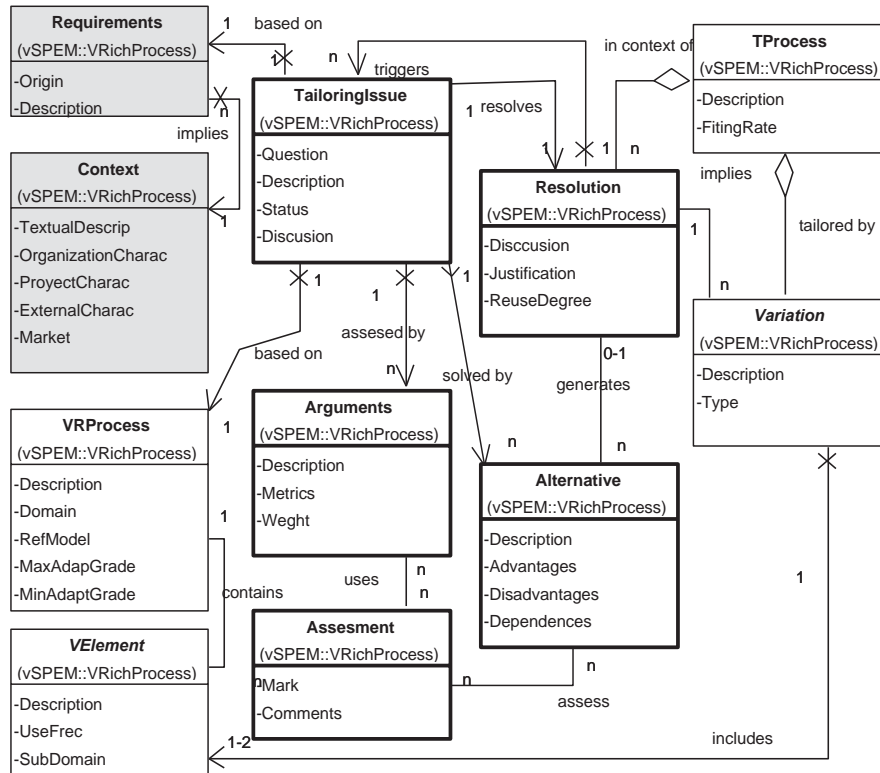 Requirements
(vSPEM::VRichProcess)
-Origin
-Description
1
based on
1
n
implies
1
Context
(vSPEM::VRichProcess)
-TextualDescrip
-OrganizationCharac
-ProyectCharac
-ExternalCharac
-Market
TailoringIssue
(vSPEM::VRichProcess)
-Question
-Description
-Status
-Discusion
n
triggers
1
1
resolves
1
in context of
n
TProcess
(vSPEM::VRichProcess)
-Description
-FitingRate
Resolution
(vSPEM::VRichProcess)
-Disccusion
-Justification
-ReuseDegree
implies
1
n
tailored by
Variation
(vSPEM::VRichProcess)
-Description
-Type
1
based on
1
1
assesed by
n
1
solved by
n
0-1
generates
n
VRProcess
(vSPEM::VRichProcess)
-Description
-Domain
-RefModel
-MaxAdapGrade
-MinAdaptGrade
Arguments
(vSPEM::VRichProcess)
-Description
-Metrics
-Weght
Alternative
(vSPEM::VRichProcess)
-Description
-Advantages
-Disadvantages
-Dependences
1
contains
n
uses
n
n
VElement
(vSPEM::VRichProcess)
-Description
-UseFrec
-SubDomain
Assesment
(vSPEM::VRichProcess)
-Mark
-Comments
n
n
assess
1
1-2
includes